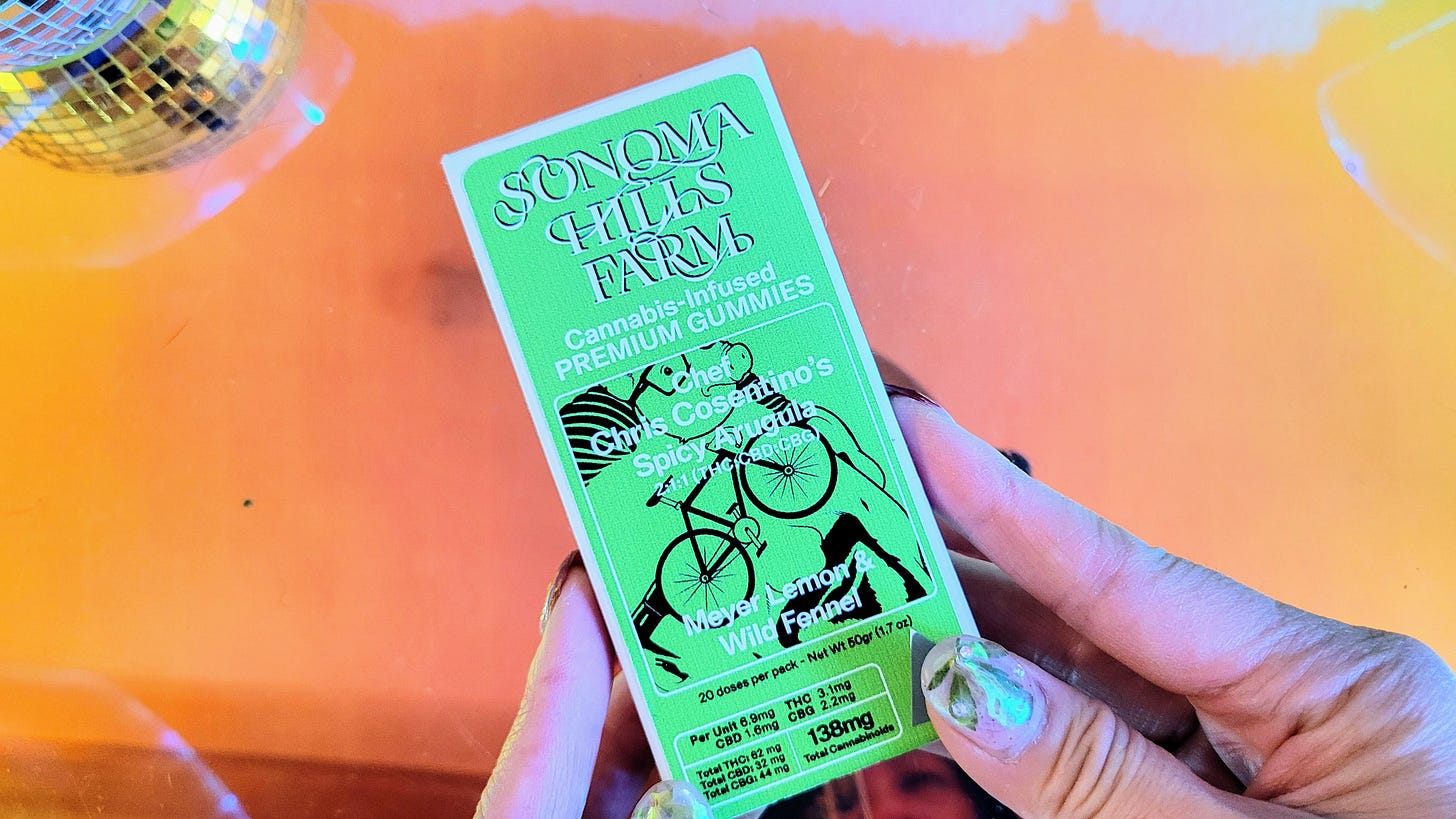 SONOMA
HILLS
FARM
Cannabis-Infused
PREMIUM GUMMIES
Chef
Chris Cosentino's
Spicy Arugula
2:1:1 (THC:CBD:CBG)
Meyer Lemon &
Wild Fennel
20 doses per pack - Net Wt 50gr (1.7 oz)
Per Unit 6.9mg THC 3.1mg
CBD 1.6mg CBG 2.2mg
Total THC: 62 mg
Total CBD: 32 mg
Total CBG: 44 mg
138mg
Total Cannabinoids